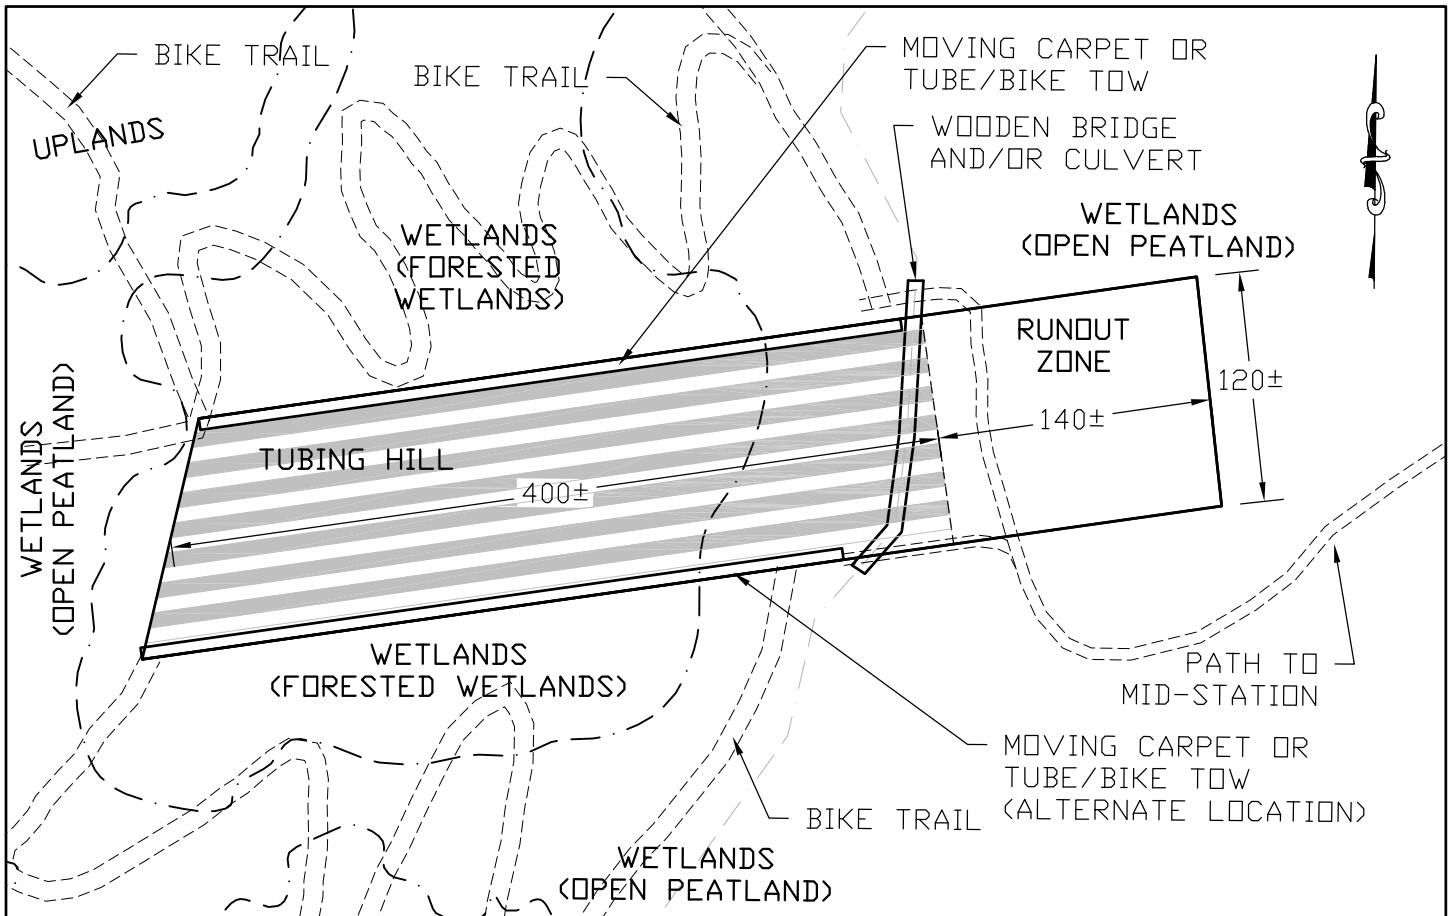 BIKE TRAIL
BIKE TRAIL
MOVING CARPET OR
TUBE/BIKE TOW
UPLANDS
WOODEN BRIDGE
AND/OR CULVERT
WETLANDS
(OPEN PEATLAND)
WETLANDS
(FORESTED
WETLANDS)
RUNOUT
ZONE
120±
140±
WETLANDS
(OPEN PEATLAND)
TUBING HILL
400±
WETLANDS
(FORESTED WETLANDS)
PATH TO
MID-STATION
MOVING CARPET OR
TUBE/BIKE TOW
(ALTERNATE LOCATION)
BIKE TRAIL
WETLANDS
(OPEN PEATLAND)